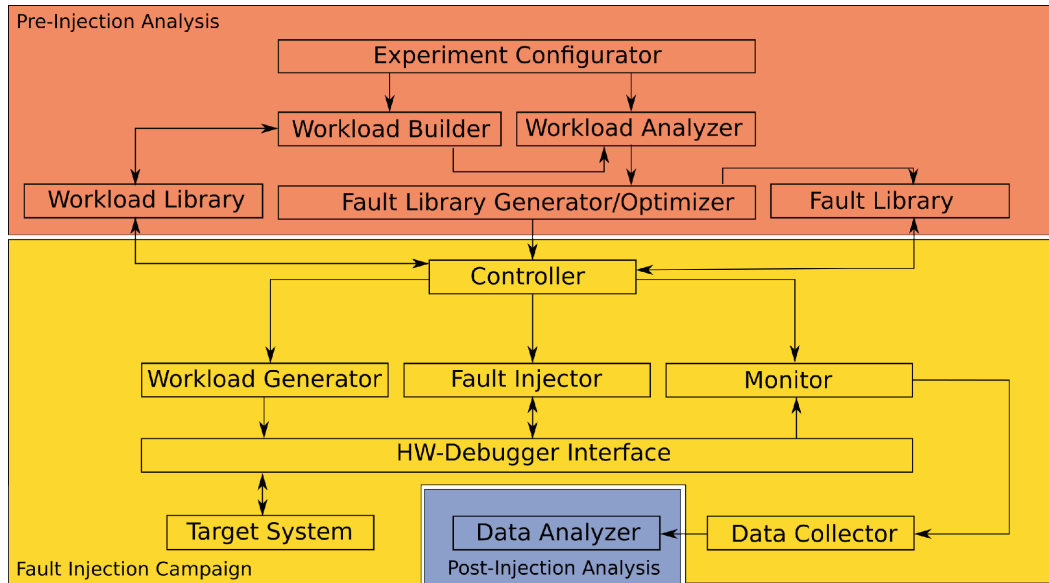 Pre-Injection Analysis
Experiment Configurator
Workload Builder
Workload Analyzer
Workload Library
Fault Library Generator/Optimizer
Fault Library
Controller
Workload Generator
Fault Injector
Monitor
HW-Debugger Interface
Target System
Data Analyzer
Data Collector
Fault Injection Campaign
Post-Injection Analysis